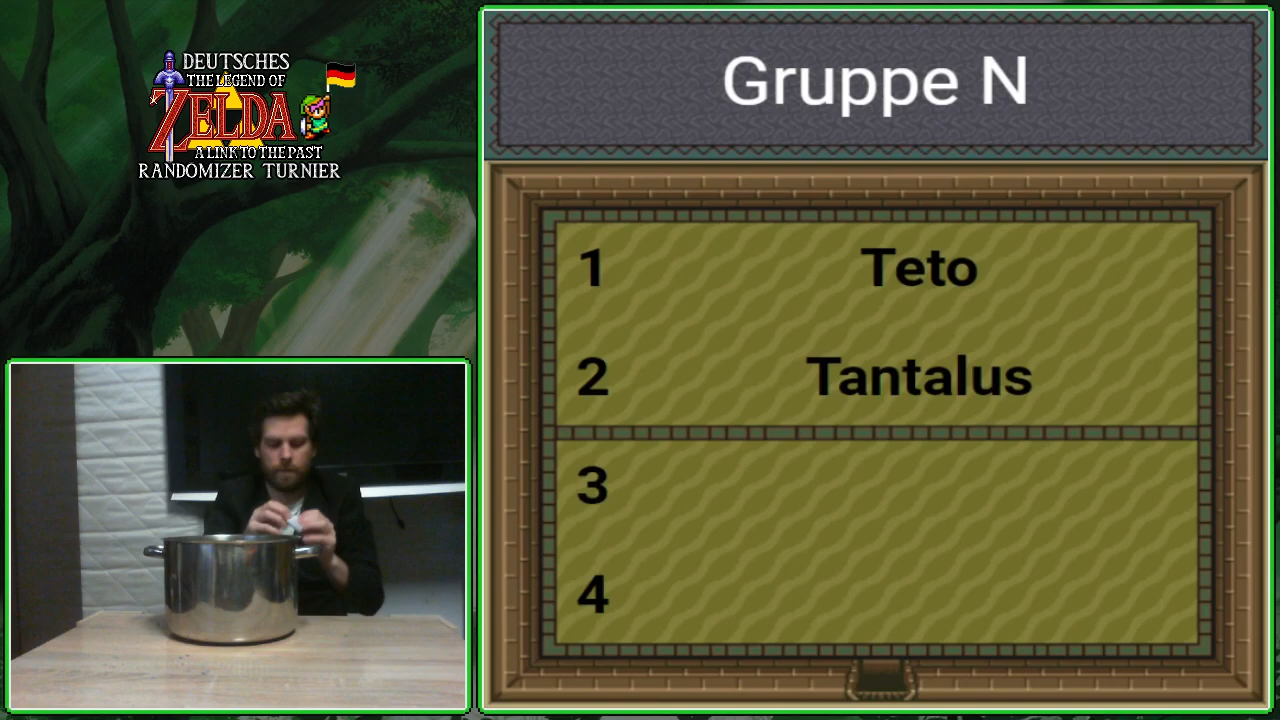 DEUTSCHES
THE LEGEND OF
ZELDA
A LINK TO THE PAST
RANDOMIZER TURNIER
Gruppe N
1 Teto
2 Tantalus
3
4